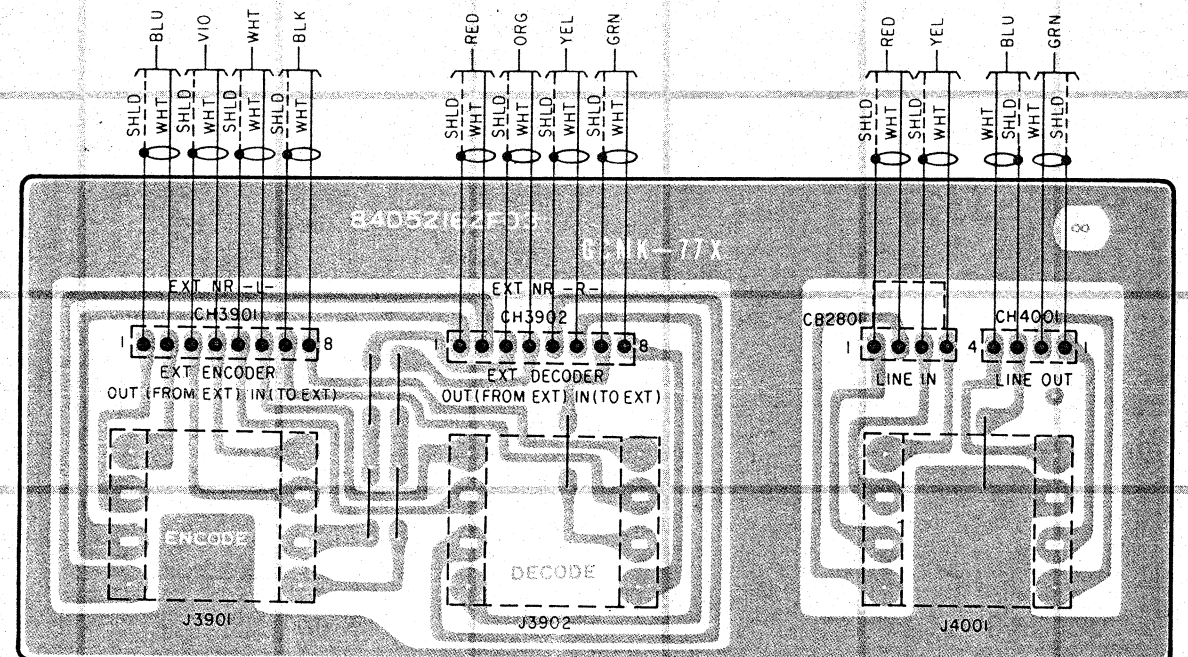 BLU VIO WHT BLK RED ORG YEL GRN RED YEL BLU GRN
SHLD WHT SHLD WHT SHLD WHT SHLD WHT SHLD WHT SHLD WHT SHLD WHT SHLD WHT SHLD WHT SHLD WHT WHT SHLD WHT SHLD
84052162F03
GCMK-77X
EXT NR -L-
EXT NR -R-
CH3901
CH3902
CB2801
CH4001
1 8
1 8
1 4 1
EXT ENCODER
EXT DECODER
LINE IN
LINE OUT
OUT (FROM EXT) IN (TO EXT)
OUT (FROM EXT) IN (TO EXT)
ENCODE
DECODE
J3901
J3902
J4001